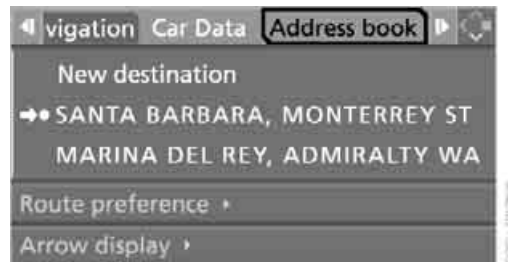 vigation Car Data Address book
New destination
SANTA BARBARA, MONTERREY ST
MARINA DEL REY, ADMIRALTY WA
Route preference
Arrow display